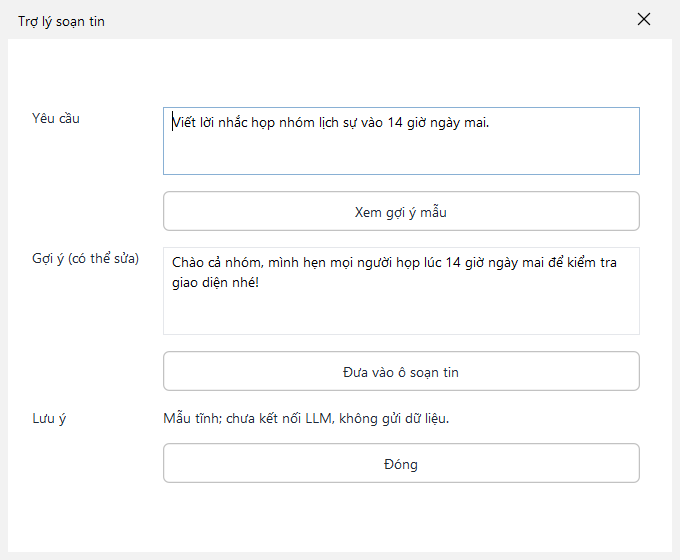 Trợ lý soạn tin
Yêu cầu
Viết lời nhắc họp nhóm lịch sự vào 14 giờ ngày mai.
Xem gợi ý mẫu
Gợi ý (có thể sửa)
Chào cả nhóm, mình hẹn mọi người họp lúc 14 giờ ngày mai để kiểm tra
giao diện nhé!
Đưa vào ô soạn tin
Lưu ý
Mẫu tĩnh; chưa kết nối LLM, không gửi dữ liệu.
Đóng